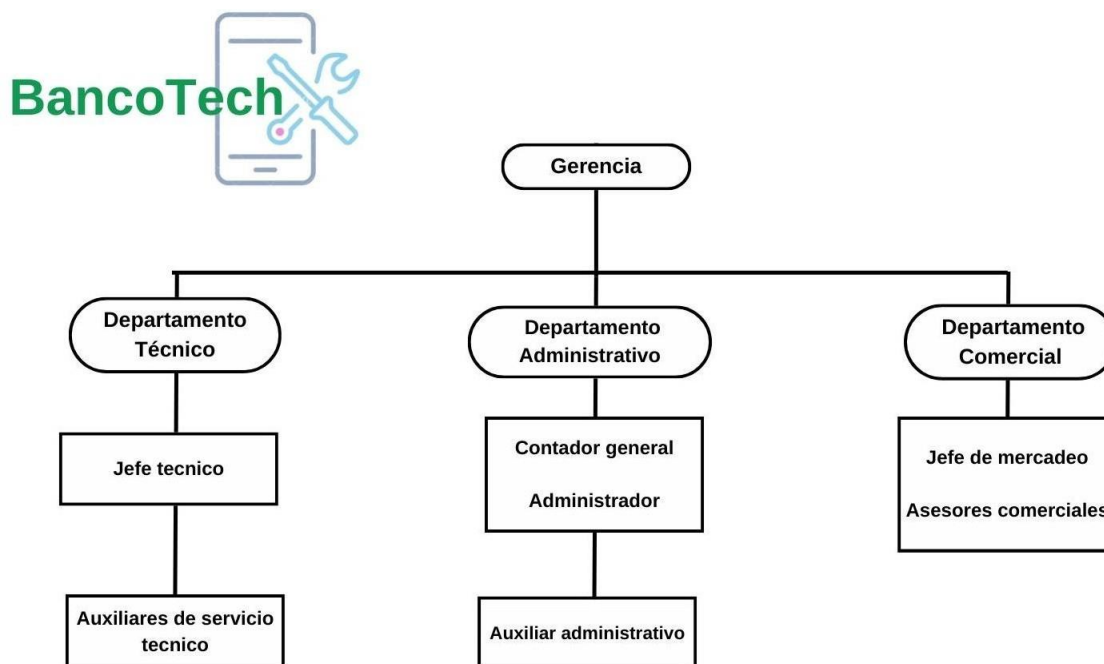 BancoTech
Gerencia
Departamento
Técnico
Departamento
Administrativo
Departamento
Comercial
Jefe tecnico
Contador general
Administrador
Jefe de mercadeo
Asesores comerciales
Auxiliares de servicio
tecnico
Auxiliar administrativo